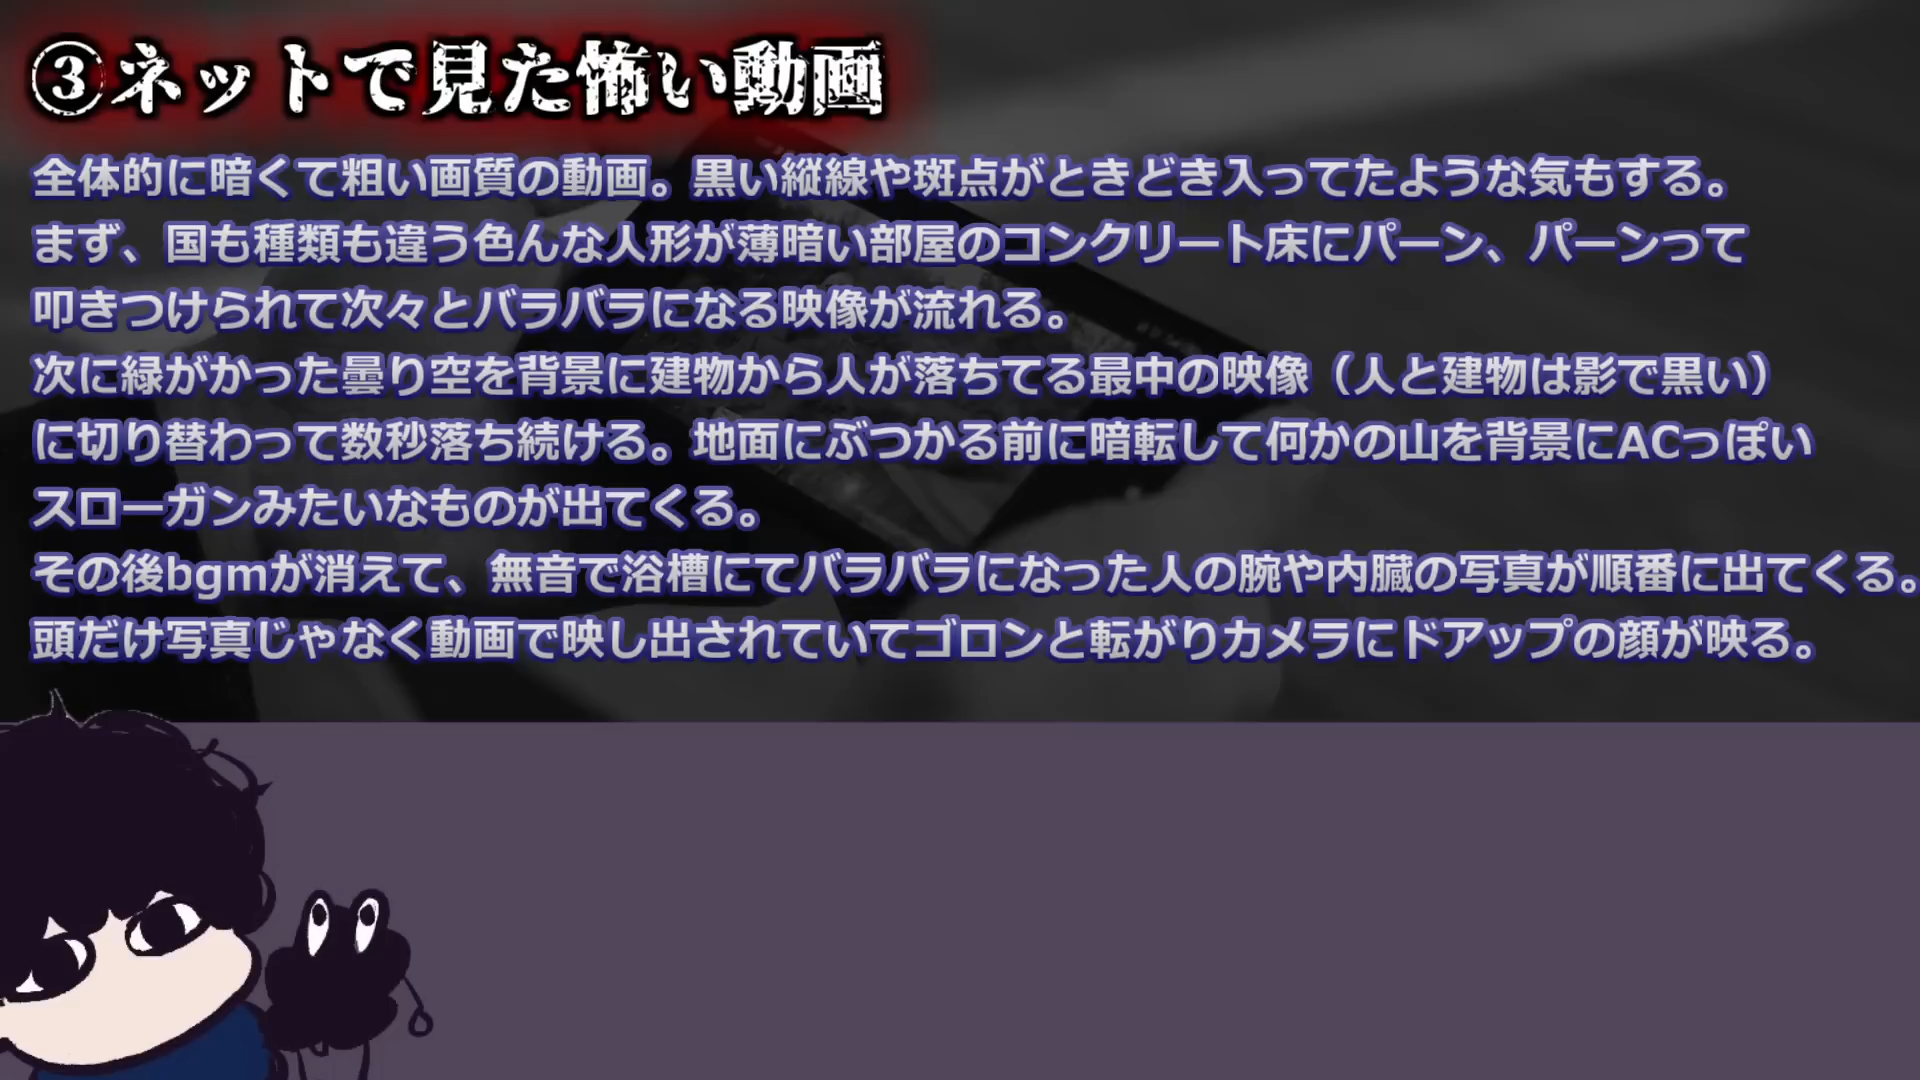 ③ネットで見た怖い動画
全体的に暗くて粗い画質の動画。黒い縦線や斑点がときどき入ってたような気もする。
まず、国も種類も違う色んな人形が薄暗い部屋のコンクリート床にパーン、パーンって
叩きつけられて次々とバラバラになる映像が流れる。
次に緑がかった曇り空を背景に建物から人が落ちてる最中の映像（人と建物は影で黒い）
に切り替わって数秒落ち続ける。地面にぶつかる前に暗転して何かの山を背景にACっぽい
スローガンみたいなものが出てくる。
その後bgmが消えて、無音で浴槽にてバラバラになった人の腕や内臓の写真が順番に出てくる。
頭だけ写真じゃなく動画で映し出されていてゴロンと転がりカメラにドアップの顔が映る。